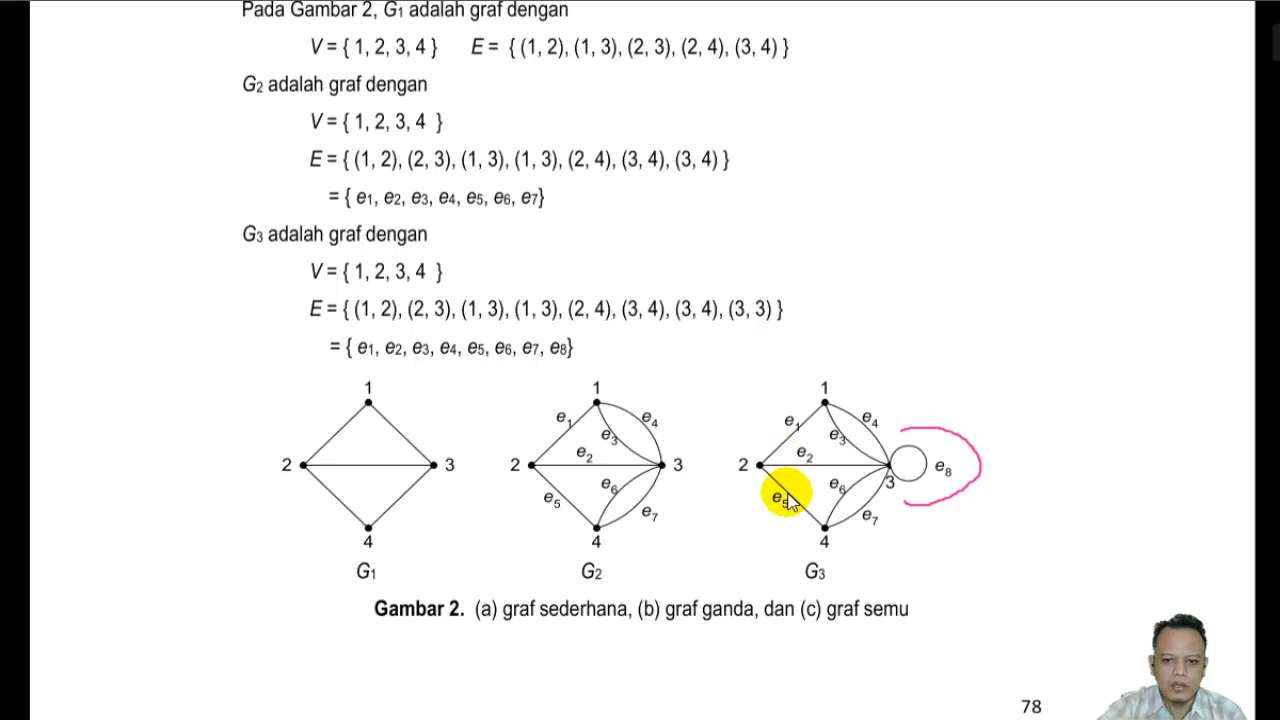 Pada Gambar 2, G1 adalah graf dengan
V = { 1, 2, 3, 4 } E = { (1, 2), (1, 3), (2, 3), (2, 4), (3, 4) }
G2 adalah graf dengan
V = { 1, 2, 3, 4 }
E = { (1, 2), (2, 3), (1, 3), (1, 3), (2, 4), (3, 4), (3, 4) }
= { e1, e2, e3, e4, e5, e6, e7}
G3 adalah graf dengan
V = { 1, 2, 3, 4 }
E = { (1, 2), (2, 3), (1, 3), (1, 3), (2, 4), (3, 4), (3, 4), (3, 3) }
= { e1, e2, e3, e4, e5, e6, e7, e8}
1
2
3
4
G1
1
e1
e4
e3
e2
2
3
e6
e5
e7
4
G2
1
e1
e4
e3
e2
2
e8
3
e6
e5
e7
4
G3
Gambar 2. (a) graf sederhana, (b) graf ganda, dan (c) graf semu
78